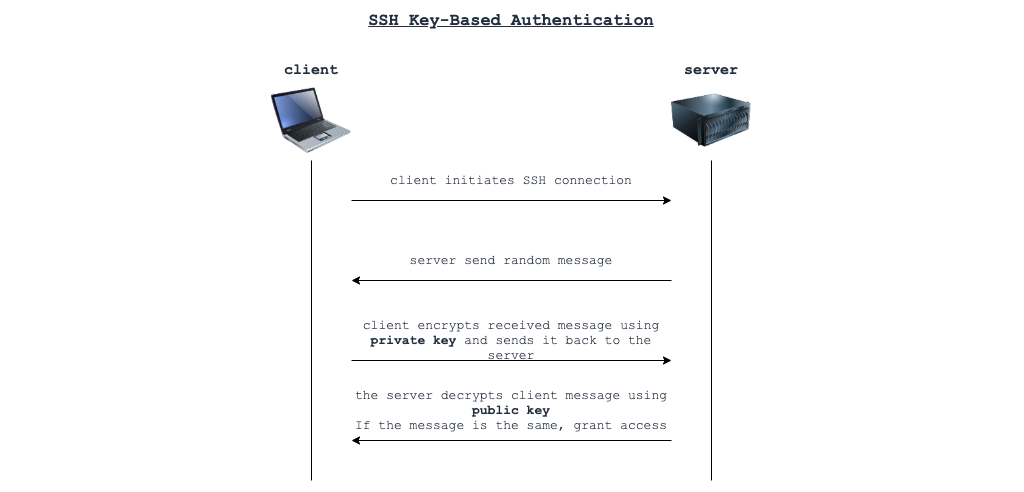 SSH Key-Based Authentication
client
server
client initiates SSH connection
server send random message
client encrypts received message using
private key and sends it back to the
server
the server decrypts client message using
public key
If the message is the same, grant access